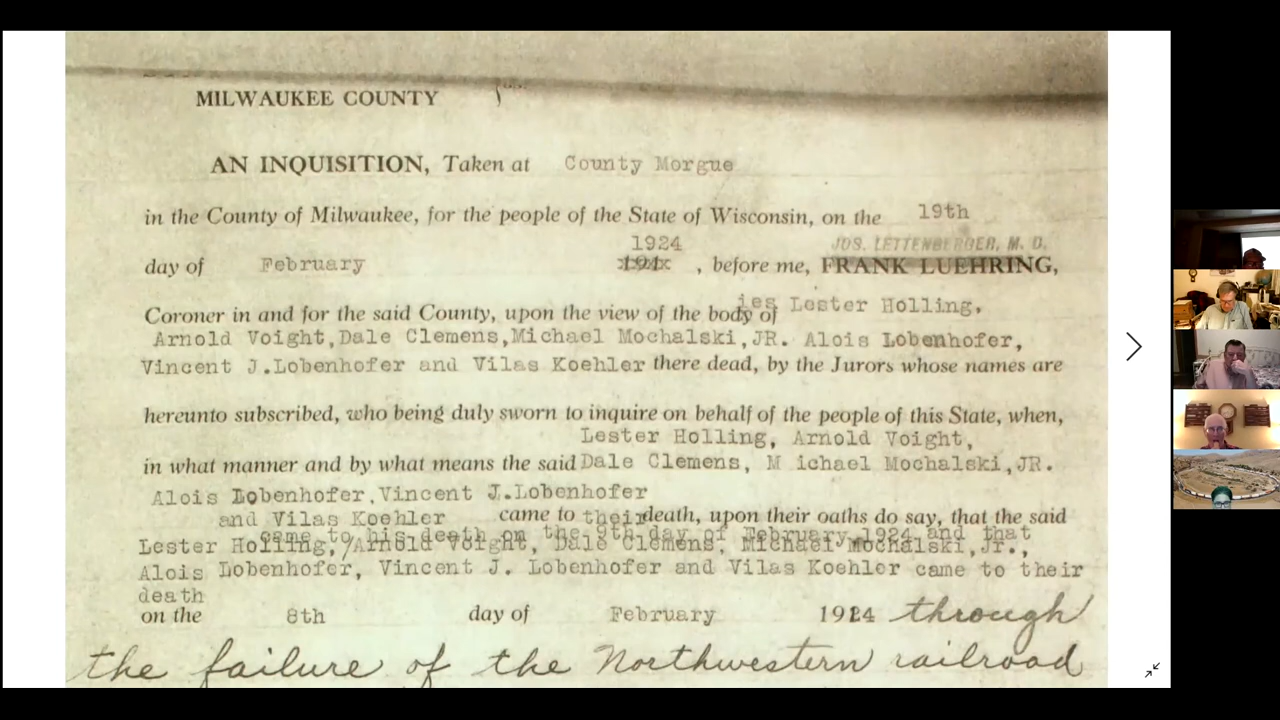 MILWAUKEE COUNTY
AN INQUISITION, Taken at County Morgue
in the County of Milwaukee, for the people of the State of Wisconsin, on the 19th
1924 JOS. LETTENBERGER, M. D.
day of February 191x , before me, FRANK LUEHRING,
Coroner in and for the said County, upon the view of the body ies of Lester Holling,
Arnold Voight,Dale Clemens,Michael Mochalski,JR. Alois Lobenhofer,
Vincent J.Lobenhofer and Vilas Koehler there dead, by the Jurors whose names are
hereunto subscribed, who being duly sworn to inquire on behalf of the people of this State, when,
Lester Holling, Arnold Voight,
in what manner and by what means the said Dale Clemens, M ichael Mochalski,JR.
Alois Lobenhofer,Vincent J.Lobenhofer
and Vilas Koehler came to their death, upon their oaths do say, that the said
came to his death on the 9th day of February 1924 and that
Lester Holling,/Arnold Voight, Dale Clemens, Michael Mochalski,Jr.,
Alois Lobenhofer, Vincent J. Lobenhofer and Vilas Koehler came to their
death
on the 8th day of February 1924 through
the failure of the Northwestern railroad